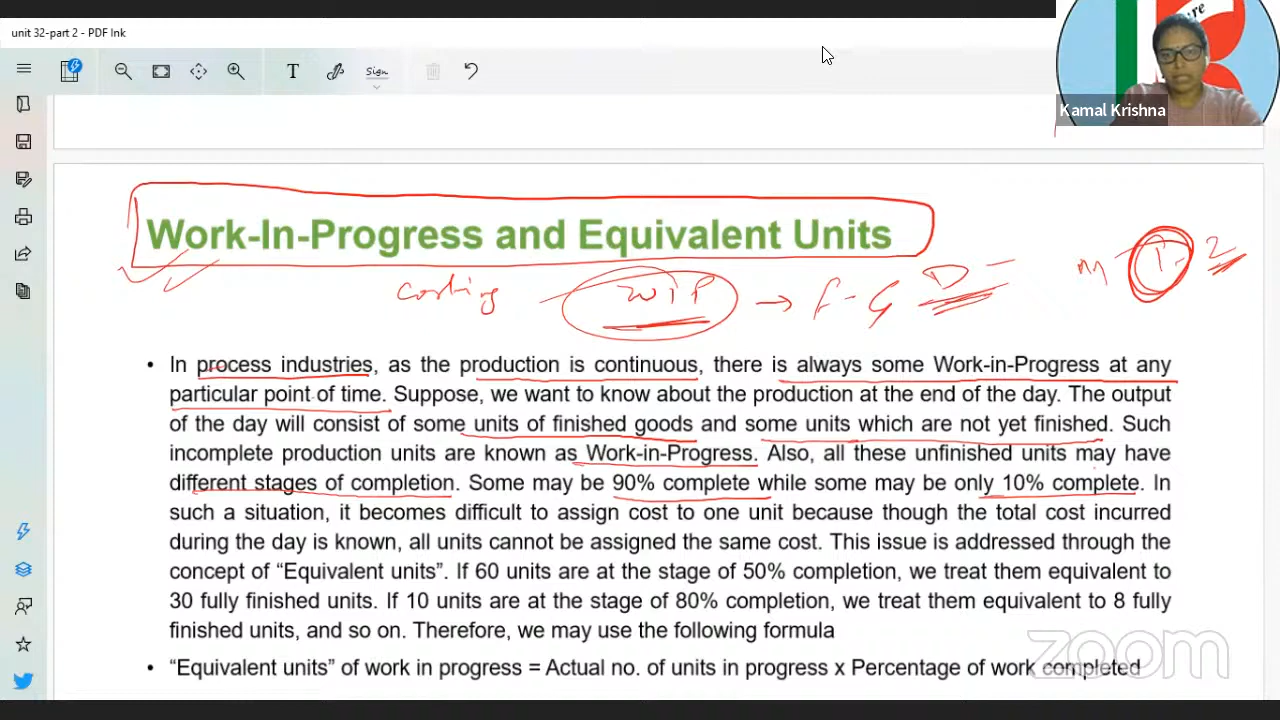 unit 32-part 2 - PDF Ink
T
Sign
Kamal Krishna
Work-In-Progress and Equivalent Units
costing WIP → F-G D
2
• In process industries, as the production is continuous, there is always some Work-in-Progress at any
particular point of time. Suppose, we want to know about the production at the end of the day. The output
of the day will consist of some units of finished goods and some units which are not yet finished. Such
incomplete production units are known as Work-in-Progress. Also, all these unfinished units may have
different stages of completion. Some may be 90% complete while some may be only 10% complete. In
such a situation, it becomes difficult to assign cost to one unit because though the total cost incurred
during the day is known, all units cannot be assigned the same cost. This issue is addressed through the
concept of “Equivalent units”. If 60 units are at the stage of 50% completion, we treat them equivalent to
30 fully finished units. If 10 units are at the stage of 80% completion, we treat them equivalent to 8 fully
finished units, and so on. Therefore, we may use the following formula
• “Equivalent units” of work in progress = Actual no. of units in progress x Percentage of work completed
zoom